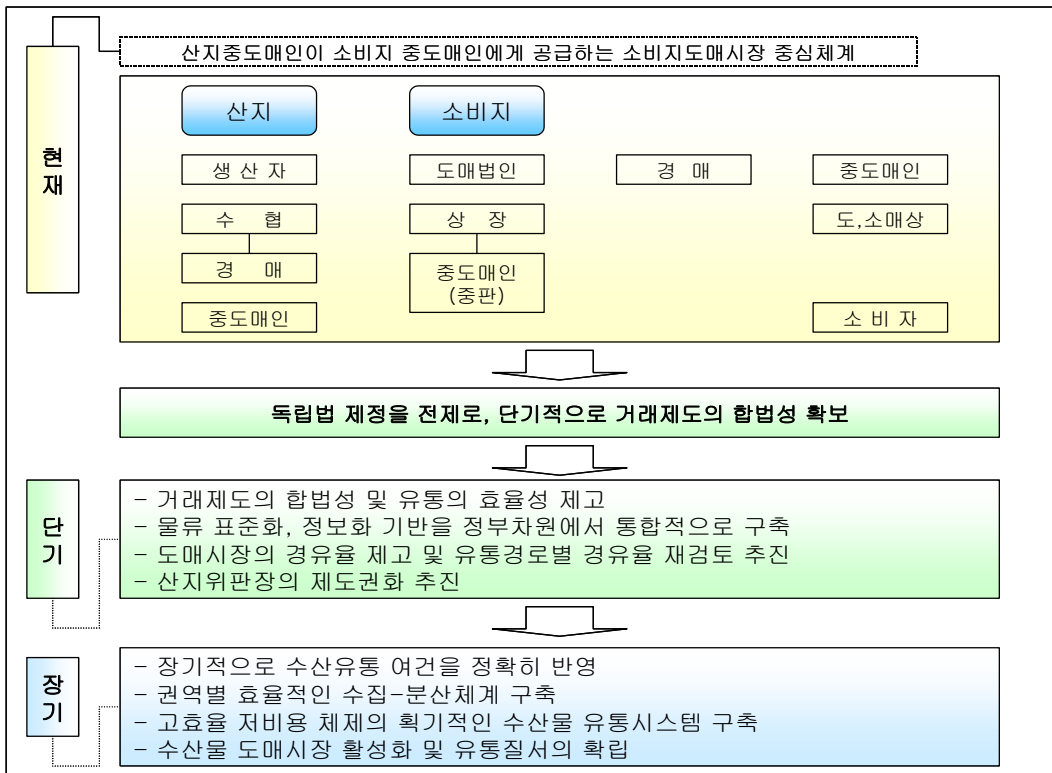 산지중도매인이 소비지 중도매인에게 공급하는 소비지도매시장 중심체계
현재
산지
소비지
생 산 자
도매법인
경 매
중도매인
수 협
상 장
도,소매상
경 매
중도매인
(중판)
중도매인
소 비 자
독립법 제정을 전제로, 단기적으로 거래제도의 합법성 확보
단기
- 거래제도의 합법성 및 유통의 효율성 제고
- 물류 표준화, 정보화 기반을 정부차원에서 통합적으로 구축
- 도매시장의 경유율 제고 및 유통경로별 경유율 재검토 추진
- 산지위판장의 제도권화 추진
장기
- 장기적으로 수산유통 여건을 정확히 반영
- 권역별 효율적인 수집-분산체계 구축
- 고효율 저비용 체제의 획기적인 수산물 유통시스템 구축
- 수산물 도매시장 활성화 및 유통질서의 확립